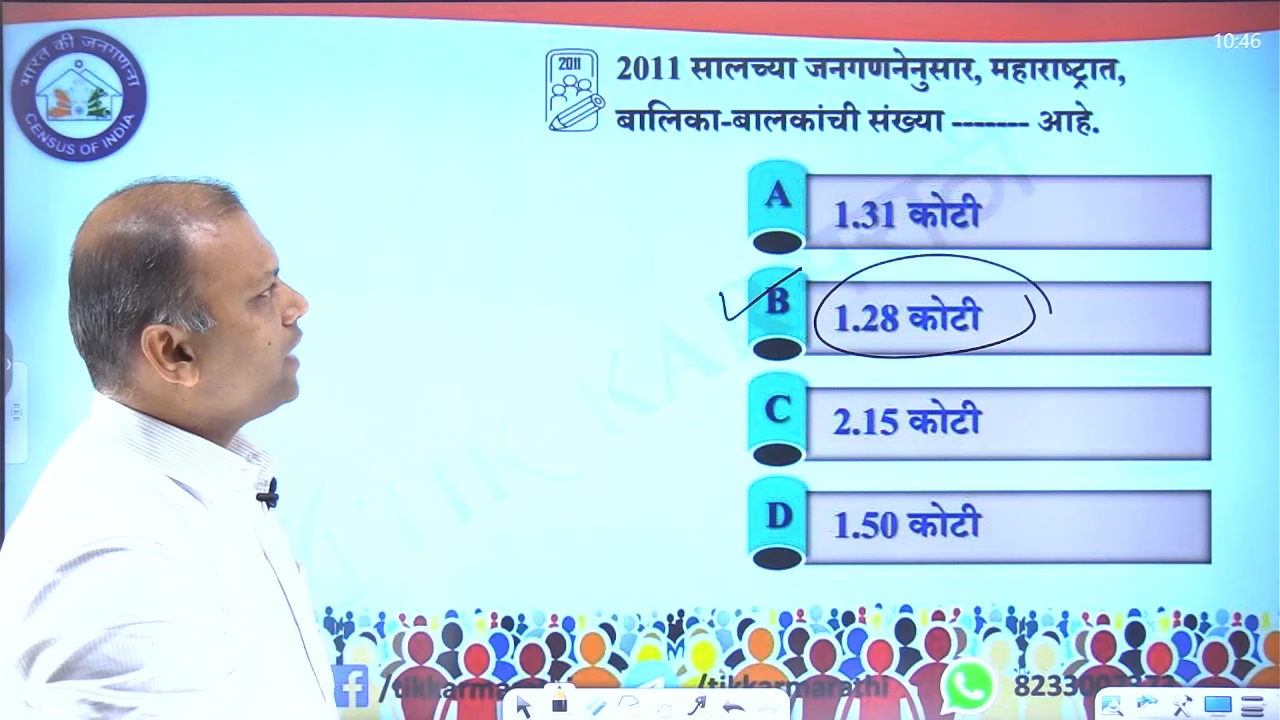 10:46
भारत की जनगणना
CENSUS OF INDIA
2011
2011 सालच्या जनगणनेनुसार, महाराष्ट्रात,
बालिका-बालकांची संख्या ------- आहे.
A
1.31 कोटी
B
1.28 कोटी
C
2.15 कोटी
D
1.50 कोटी
/tikkarmarathi